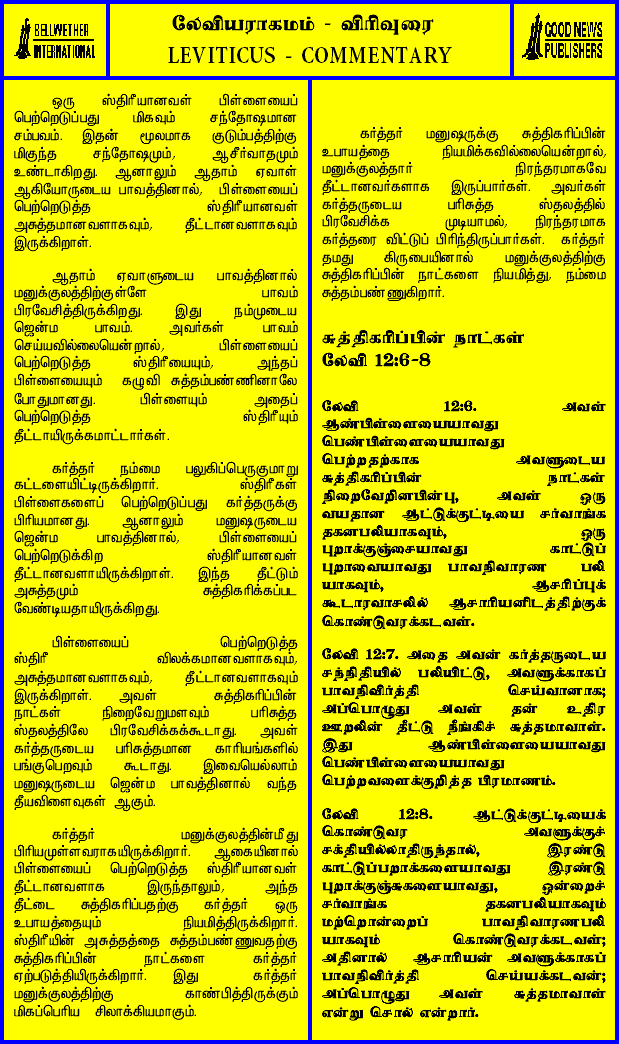 BELLWETHER
INTERNATIONAL
லேவியராகமம் - விரிவுரை
LEVITICUS - COMMENTARY
GOOD NEWS
PUBLISHERS
ஒரு ஸ்திரீயானவள் பிள்ளையைப்
பெற்றெடுப்பது மிகவும் சந்தோஷமான
சம்பவம். இதன் மூலமாக குடும்பத்திற்கு
மிகுந்த சந்தோஷமும், ஆசீர்வாதமும்
உண்டாகிறது. ஆனாலும் ஆதாம் ஏவாள்
ஆகியோருடைய பாவத்தினால், பிள்ளையைப்
பெற்றெடுத்த ஸ்திரீயானவள்
அசுத்தமானவளாகவும், தீட்டானவளாகவும்
இருக்கிறாள்.
ஆதாம் ஏவாளுடைய பாவத்தினால்
மனுக்குலத்திற்குள்ளே பாவம்
பிரவேசித்திருக்கிறது. இது நம்முடைய
ஜென்ம பாவம். அவர்கள் பாவம்
செய்யவில்லையென்றால், பிள்ளையைப்
பெற்றெடுத்த ஸ்திரீயையும், அந்தப்
பிள்ளையையும் கழுவி சுத்தம்பண்ணினாலே
போதுமானது. பிள்ளையும் அதைப்
பெற்றெடுத்த ஸ்திரீயும்
தீட்டாயிருக்கமாட்டார்கள்.
கர்த்தர் நம்மை பலுகிப்பெருகுமாறு
கட்டளையிட்டிருக்கிறார். ஸ்திரீகள்
பிள்ளைகளைப் பெற்றெடுப்பது கர்த்தருக்கு
பிரியமானது. ஆனாலும் மனுஷருடைய
ஜென்ம பாவத்தினால், பிள்ளையைப்
பெற்றெடுக்கிற ஸ்திரீயானவள்
தீட்டானவளாயிருக்கிறாள். இந்த தீட்டும்
அசுத்தமும் சுத்திகரிக்கப்பட
வேண்டியதாயிருக்கிறது.
பிள்ளையைப் பெற்றெடுத்த
ஸ்திரீ விலக்கமானவளாகவும்,
அசுத்தமானவளாகவும், தீட்டானவளாகவும்
இருக்கிறாள். அவள் சுத்திகரிப்பின்
நாட்கள் நிறைவேறுமளவும் பரிசுத்த
ஸ்தலத்திலே பிரவேசிக்கக்கூடாது. அவள்
கர்த்தருடைய பரிசுத்தமான காரியங்களில்
பங்குபெறவும் கூடாது. இவையெல்லாம்
மனுஷருடைய ஜென்ம பாவத்தினால் வந்த
தீயவிளைவுகள் ஆகும்.
கர்த்தர் மனுக்குலத்தின்மீது
பிரியமுள்ளவராகயிருக்கிறார். ஆகையினால்
பிள்ளையைப் பெற்றெடுத்த ஸ்திரீயானவள்
தீட்டானவளாக இருந்தாலும், அந்த
தீட்டை சுத்திகரிப்பதற்கு கர்த்தர் ஒரு
உபாயத்தையும் நியமித்திருக்கிறார்.
ஸ்திரீயின் அசுத்தத்தை சுத்தம்பண்ணுவதற்கு
சுத்திகரிப்பின் நாட்களை கர்த்தர்
ஏற்படுத்தியிருக்கிறார். இது கர்த்தர்
மனுக்குலத்திற்கு காண்பித்திருக்கும்
மிகப்பெரிய சிலாக்கியமாகும்.
கர்த்தர் மனுஷருக்கு சுத்திகரிப்பின்
உபாயத்தை நியமிக்கவில்லையென்றால்,
மனுக்குலத்தார் நிரந்தரமாகவே
தீட்டானவர்களாக இருப்பார்கள். அவர்கள்
கர்த்தருடைய பரிசுத்த ஸ்தலத்தில்
பிரவேசிக்க முடியாமல், நிரந்தரமாக
கர்த்தரை விட்டுப் பிரிந்திருப்பார்கள். கர்த்தர்
தமது கிருபையினால் மனுக்குலத்திற்கு
சுத்திகரிப்பின் நாட்களை நியமித்து, நம்மை
சுத்தம்பண்ணுகிறார்.
சுத்திகரிப்பின் நாட்கள்
லேவி 12:6-8
லேவி 12:6. அவள்
ஆண்பிள்ளையையாவது
பெண்பிள்ளையையாவது
பெற்றதற்காக அவளுடைய
சுத்திகரிப்பின் நாட்கள்
நிறைவேறினபின்பு, அவள் ஒரு
வயதான ஆட்டுக்குட்டியை சர்வாங்க
தகனபலியாகவும், ஒரு
புறாக்குஞ்சையாவது காட்டுப்
புறாவையாவது பாவநிவாரண பலி
யாகவும், ஆசரிப்புக்
கூடாரவாசலில் ஆசாரியனிடத்திற்குக்
கொண்டுவரக்கடவள்.
லேவி 12:7. அதை அவன் கர்த்தருடைய
சந்நிதியில் பலியிட்டு, அவளுக்காகப்
பாவநிவிர்த்தி செய்வானாக;
அப்பொழுது அவள் தன் உதிர
ஊறலின் தீட்டு நீங்கிச் சுத்தமாவாள்.
இது ஆண்பிள்ளையையாவது
பெண்பிள்ளையையாவது
பெற்றவளைக்குறித்த பிரமாணம்.
லேவி 12:8. ஆட்டுக்குட்டியைக்
கொண்டுவர அவளுக்குச்
சக்தியில்லாதிருந்தால், இரண்டு
காட்டுப்புறாக்களையாவது இரண்டு
புறாக்குஞ்சுகளையாவது, ஒன்றைச்
சர்வாங்க தகனபலியாகவும்
மற்றொன்றைப் பாவநிவாரணபலி
யாகவும் கொண்டுவரக்கடவள்;
அதினால் ஆசாரியன் அவளுக்காகப்
பாவநிவிர்த்தி செய்யக்கடவன்;
அப்பொழுது அவள் சுத்தமாவாள்
என்று சொல் என்றார்.